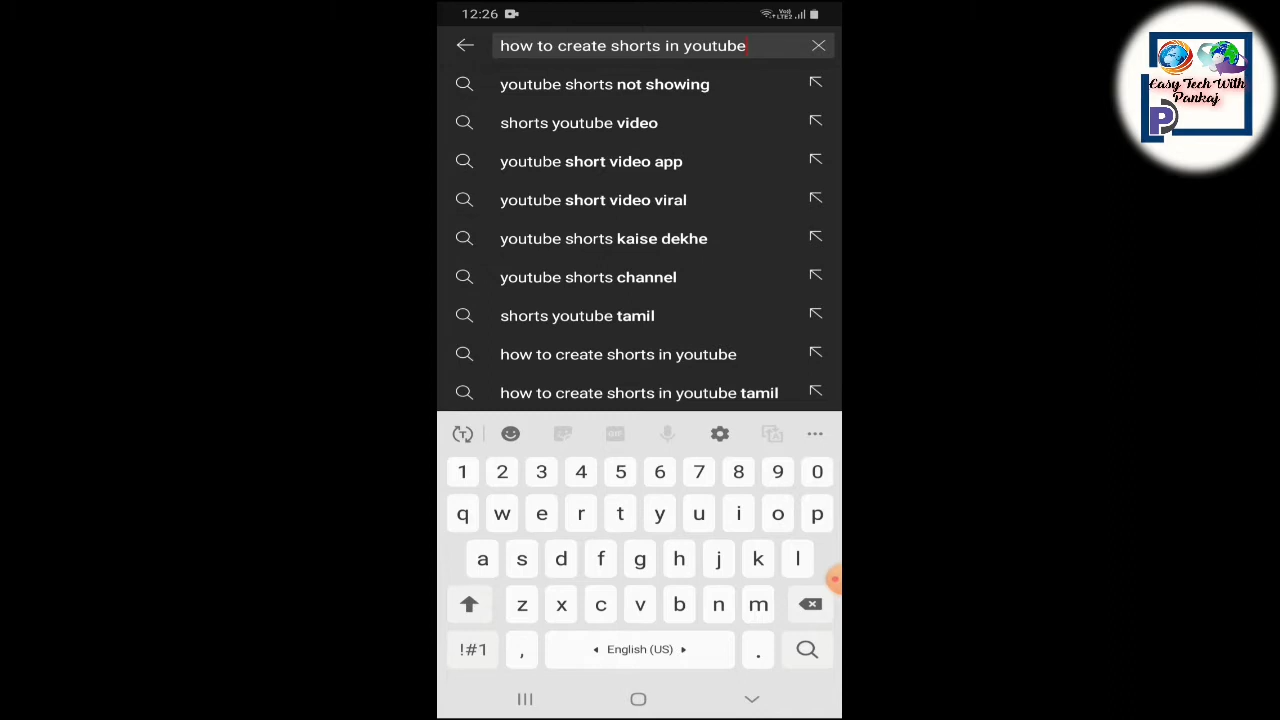 12:26
Vo))
LTE2
how to create shorts in youtube
youtube shorts not showing
shorts youtube video
youtube short video app
youtube short video viral
youtube shorts kaise dekhe
youtube shorts channel
shorts youtube tamil
how to create shorts in youtube
how to create shorts in youtube tamil
T GIF A
1 2 3 4 5 6 7 8 9 0
q w e r t y u i o p
a s d f g h j k l
z x c v b n m
!#1 , English (US) .
Easy Tech With
Pankaj
P